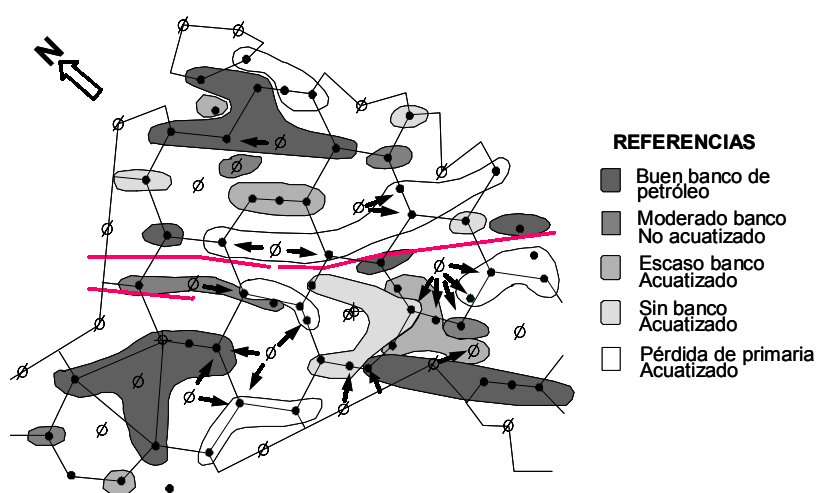 N
REFERENCIAS
Buen banco de
petróleo
Moderado banco
No acuatizado
Escaso banco
Acuatizado
Sin banco
Acuatizado
Pérdida de primaria
Acuatizado